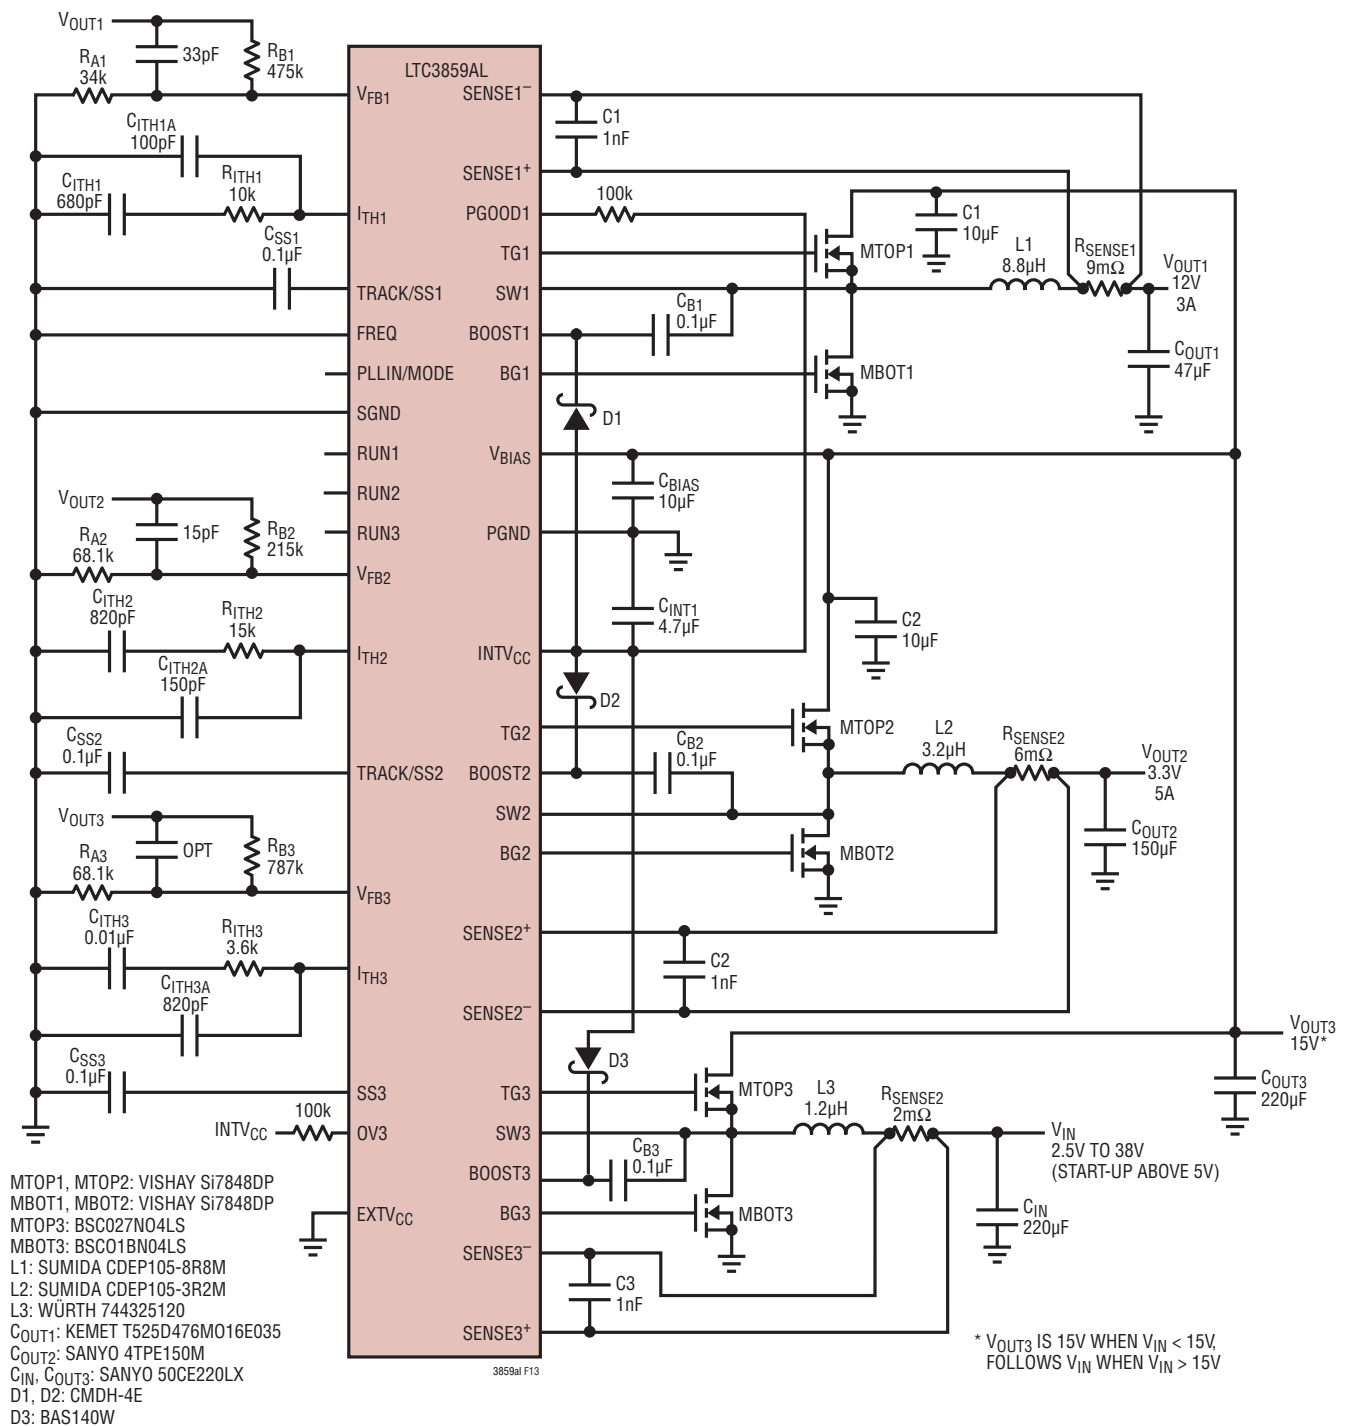 VOUT1
33pF
RB1
475k
RA1
34k
CITH1A
100pF
CITH1
680pF
RITH1
10k
CSS1
0.1µF
VOUT2
15pF
RB2
215k
RA2
68.1k
CITH2
820pF
RITH2
15k
CITH2A
150pF
CSS2
0.1µF
VOUT3
OPT
RB3
787k
RA3
68.1k
CITH3
0.01µF
RITH3
3.6k
CITH3A
820pF
CSS3
0.1µF
100k
INTVCC
LTC3859AL
VFB1
ITH1
TRACK/SS1
FREQ
PLLIN/MODE
SGND
RUN1
RUN2
RUN3
VFB2
ITH2
TRACK/SS2
VFB3
ITH3
SS3
OV3
EXTVCC
SENSE1–
SENSE1+
PGOOD1
TG1
SW1
BOOST1
BG1
VBIAS
PGND
INTVCC
TG2
BOOST2
SW2
BG2
SENSE2+
SENSE2–
TG3
SW3
BOOST3
BG3
SENSE3–
SENSE3+
C1
1nF
100k
MTOP1
C1
10µF
L1
8.8µH
RSENSE1
9mΩ
VOUT1
12V
3A
CB1
0.1µF
MBOT1
COUT1
47µF
D1
CBIAS
10µF
CINT1
4.7µF
C2
10µF
D2
MTOP2
CB2
0.1µF
L2
3.2µH
RSENSE2
6mΩ
VOUT2
3.3V
5A
COUT2
150µF
MBOT2
C2
1nF
VOUT3
15V*
COUT3
220µF
D3
MTOP3
L3
1.2µH
RSENSE2
2mΩ
VIN
2.5V TO 38V
(START-UP ABOVE 5V)
CB3
0.1µF
MBOT3
CIN
220µF
C3
1nF
MTOP1, MTOP2: VISHAY Si7848DP
MBOT1, MBOT2: VISHAY Si7848DP
MTOP3: BSC027NO4LS
MBOT3: BSCO1BN04LS
L1: SUMIDA CDEP105-8R8M
L2: SUMIDA CDEP105-3R2M
L3: WÜRTH 744325120
COUT1: KEMET T525D476MO16E035
COUT2: SANYO 4TPE150M
CIN, COUT3: SANYO 50CE220LX
D1, D2: CMDH-4E
D3: BAS140W
3859al F13
* VOUT3 IS 15V WHEN VIN < 15V,
FOLLOWS VIN WHEN VIN > 15V